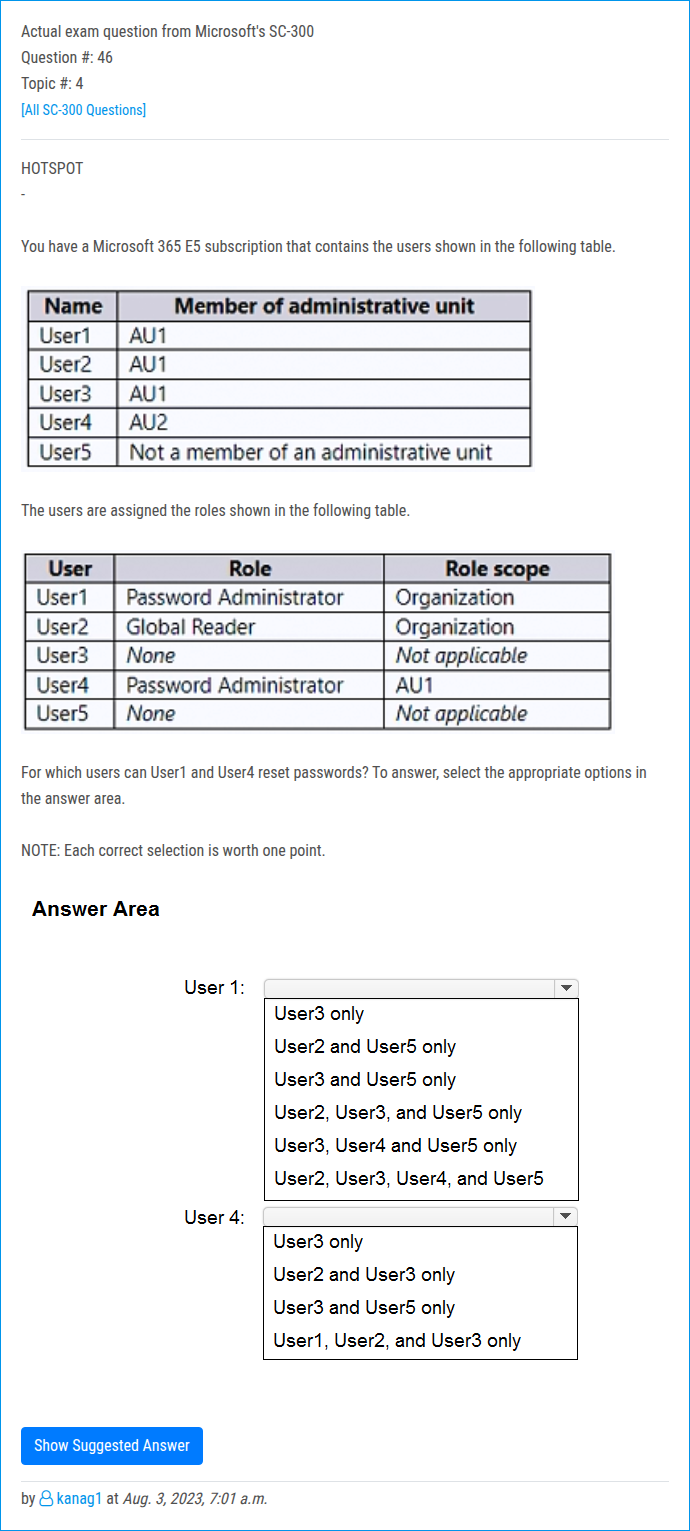 Actual exam question from Microsoft's SC-300
Question #: 46
Topic #: 4
[All SC-300 Questions]
HOTSPOT
-
You have a Microsoft 365 E5 subscription that contains the users shown in the following table.
Name Member of administrative unit
User1 AU1
User2 AU1
User3 AU1
User4 AU2
User5 Not a member of an administrative unit
The users are assigned the roles shown in the following table.
User Role Role scope
User1 Password Administrator Organization
User2 Global Reader Organization
User3 None Not applicable
User4 Password Administrator AU1
User5 None Not applicable
For which users can User1 and User4 reset passwords? To answer, select the appropriate options in
the answer area.
NOTE: Each correct selection is worth one point.
Answer Area
User 1:
User3 only
User2 and User5 only
User3 and User5 only
User2, User3, and User5 only
User3, User4 and User5 only
User2, User3, User4, and User5
User 4:
User3 only
User2 and User3 only
User3 and User5 only
User1, User2, and User3 only
Show Suggested Answer
by kanag1 at Aug. 3, 2023, 7:01 a.m.